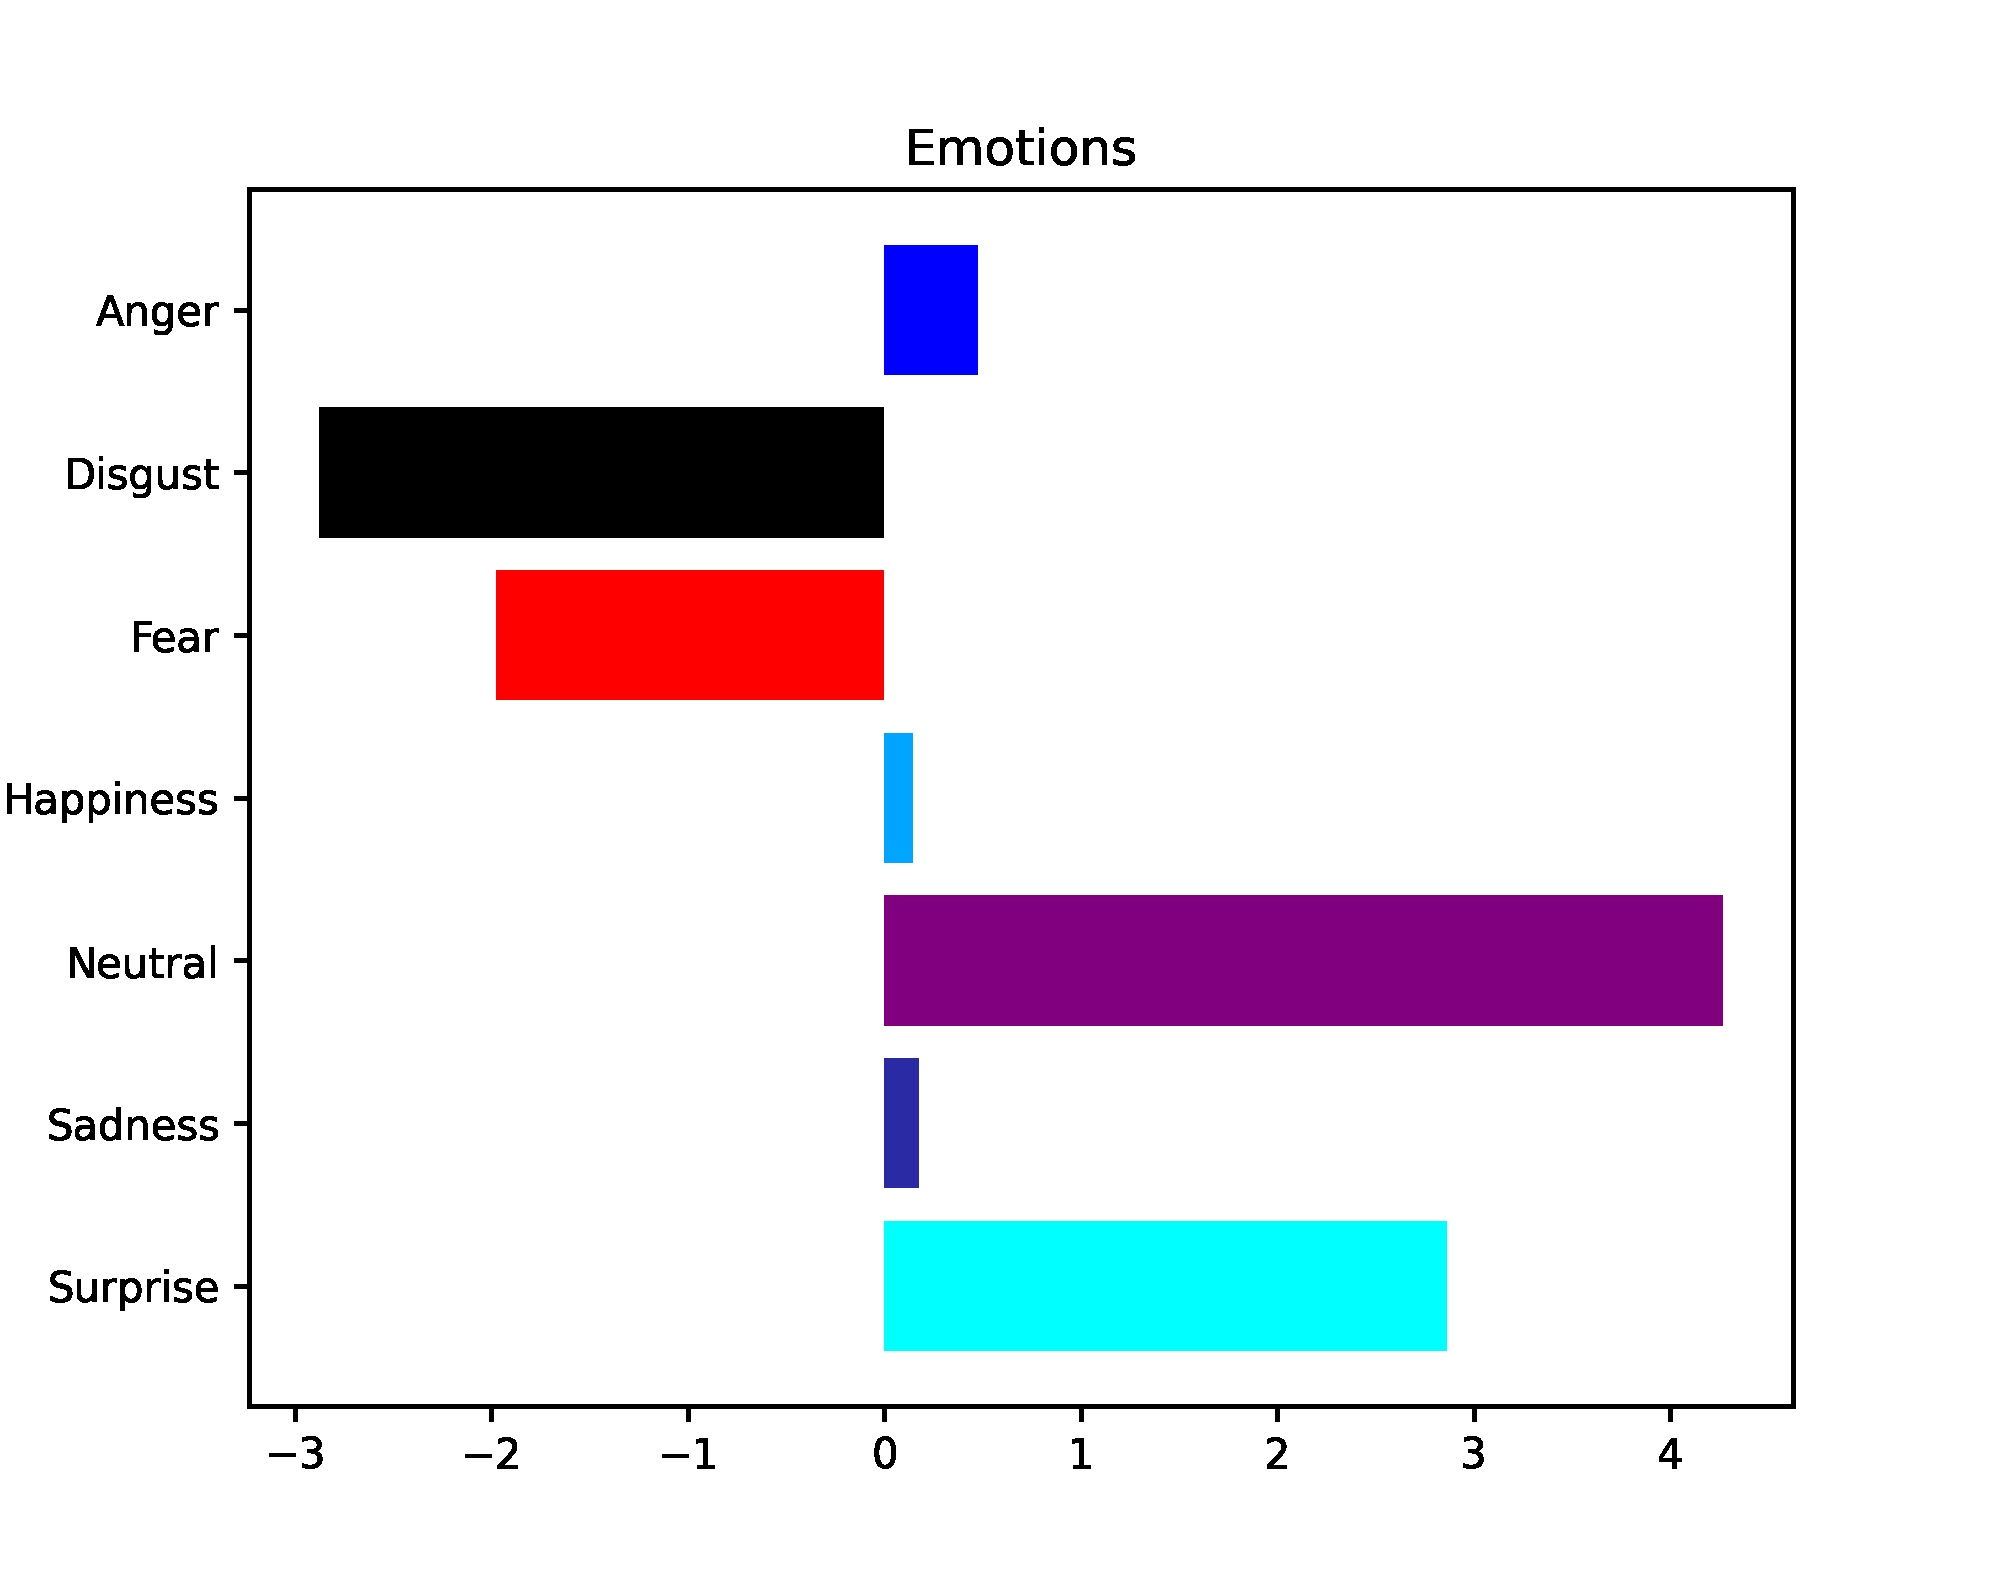 Emotions
Anger
Disgust
Fear
Happiness
Neutral
Sadness
Surprise
−3 −2 −1 0 1 2 3 4